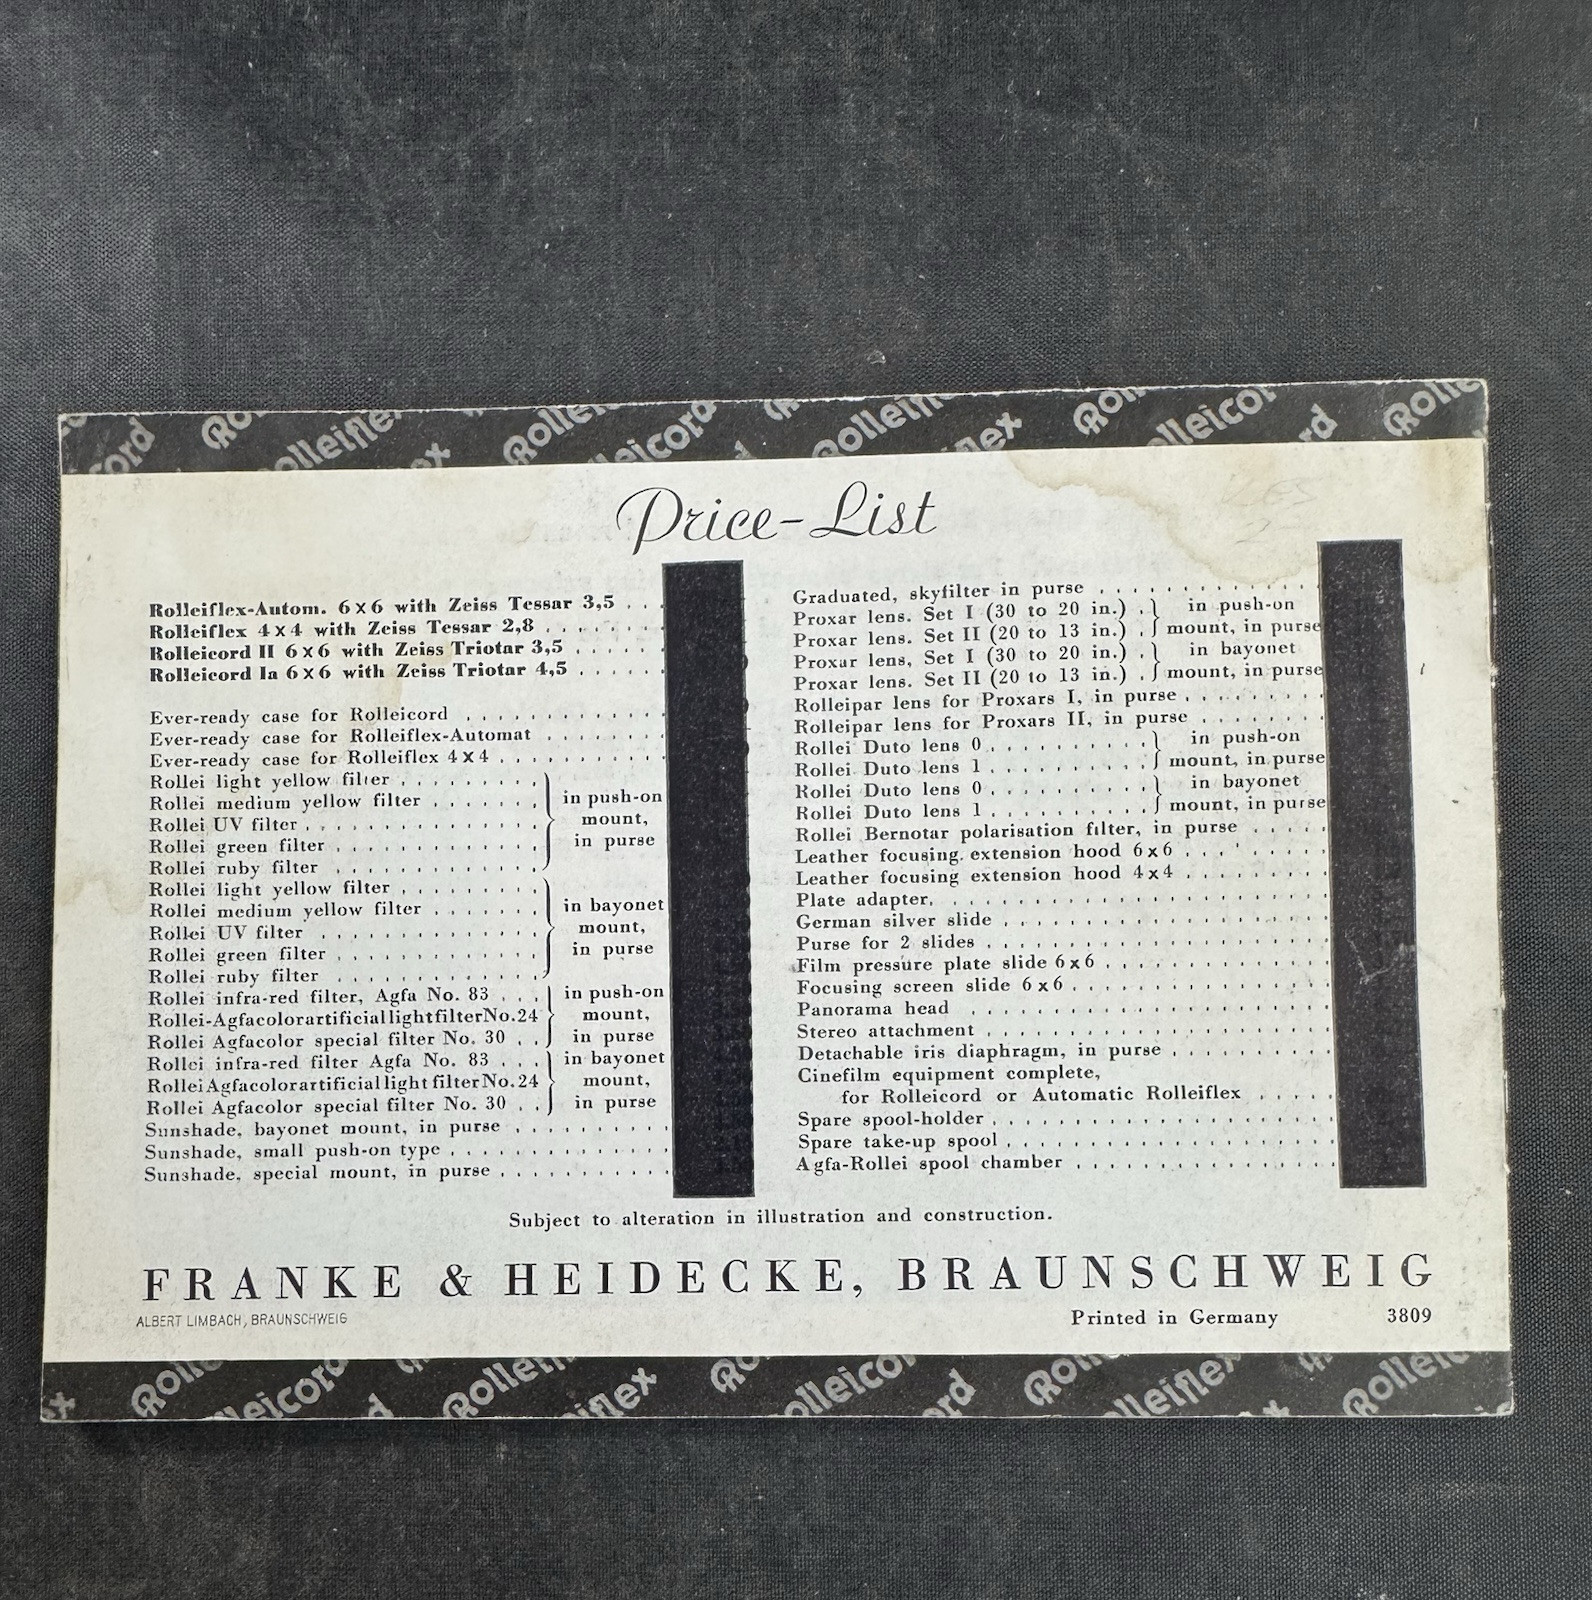 Rolleiflex Rolleicord
Price-List
Rolleiflex-Autom. 6 x 6 with Zeiss Tessar 3,5 . . .
Rolleiflex 4 x 4 with Zeiss Tessar 2,8 . . . . . . . .
Rolleicord II 6 x 6 with Zeiss Triotar 3,5 . . . . . .
Rolleicord Ia 6 x 6 with Zeiss Triotar 4,5 . . . . . .
Ever-ready case for Rolleicord . . . . . . . . . . . .
Ever-ready case for Rolleiflex-Automat . . . . . . . .
Ever-ready case for Rolleiflex 4 x 4 . . . . . . . . . . .
Rollei light yellow filter . . . . . . . .
Rollei medium yellow filter . . . . . . . in push-on
Rollei UV filter . . . . . . . . . . . . . . mount,
Rollei green filter . . . . . . . . . . . . in purse
Rollei ruby filter . . . . . . . . . . . .
Rollei light yellow filter . . . . . . . .
Rollei medium yellow filter . . . . . . . in bayonet
Rollei UV filter . . . . . . . . . . . . . mount,
Rollei green filter . . . . . . . . . . . . in purse
Rollei ruby filter . . . . . . . . . . . .
Rollei infra-red filter, Agfa No. 83 . . . in push-on
Rollei-Agfacolor artificial light filter No. 24 mount,
Rollei Agfacolor special filter No. 30 . . in purse
Rollei infra-red filter Agfa No. 83 . . . in bayonet
Rollei Agfacolor artificial light filter No. 24 mount,
Rollei Agfacolor special filter No. 30 . . in purse
Sunshade, bayonet mount, in purse . . . . . . . . . .
Sunshade, small push-on type . . . . . . . . . . . . . .
Sunshade, special mount, in purse . . . . . . . . . . .
Graduated, skyfilter in purse . . . . . . . . . . . .
Proxar lens. Set I (30 to 20 in.) . in push-on
Proxar lens. Set II (20 to 13 in.) . mount, in purse
Proxar lens, Set I (30 to 20 in.) . in bayonet
Proxar lens. Set II (20 to 13 in.) . mount, in purse
Rolleipar lens for Proxars I, in purse . . . . . . . . .
Rolleipar lens for Proxars II, in purse . . . . . . . .
Rollei Duto lens 0 . . . . . . . . . . in push-on
Rollei Duto lens 1 . . . . . . . . . . mount, in purse
Rollei Duto lens 0 . . . . . . . . . . in bayonet
Rollei Duto lens 1 . . . . . . . . . . mount, in purse
Rollei Bernotar polarisation filter, in purse . . . . .
Leather focusing extension hood 6 x 6 . . . . . . . .
Leather focusing extension hood 4 x 4 . . . . . . . . .
Plate adapter. . . . . . . . . . . . . . . . . . . . . . .
German silver slide . . . . . . . . . . . . . . . . . . . .
Purse for 2 slides . . . . . . . . . . . . . . . . . . . . .
Film pressure plate slide 6 x 6 . . . . . . . . . . . . . .
Focusing screen slide 6 x 6 . . . . . . . . . . . . . . . .
Panorama head . . . . . . . . . . . . . . . . . . . . . .
Stereo attachment . . . . . . . . . . . . . . . . . . . . .
Detachable iris diaphragm, in purse . . . . . . . . . .
Cinefilm equipment complete,
for Rolleicord or Automatic Rolleiflex . . . . .
Spare spool-holder . . . . . . . . . . . . . . . . . . . .
Spare take-up spool . . . . . . . . . . . . . . . . . . . .
Agfa-Rollei spool chamber . . . . . . . . . . . . . . .
Subject to alteration in illustration and construction.
FRANKE & HEIDECKE, BRAUNSCHWEIG
ALBERT LIMBACH, BRAUNSCHWEIG Printed in Germany 3809
Rolleicord Rolleiflex